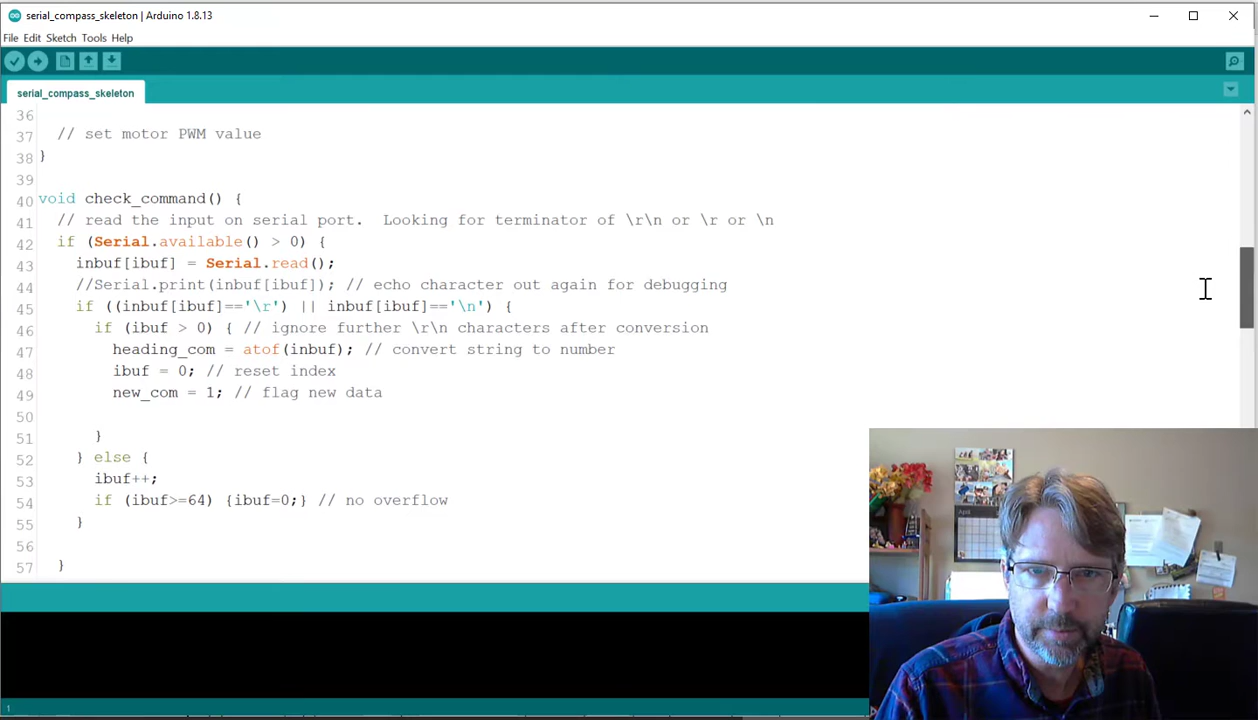 serial_compass_skeleton | Arduino 1.8.13
File Edit Sketch Tools Help
serial_compass_skeleton
36
37 // set motor PWM value
38 }
39
40 void check_command() {
41 // read the input on serial port. Looking for terminator of \r\n or \r or \n
42 if (Serial.available() > 0) {
43 inbuf[ibuf] = Serial.read();
44 //Serial.print(inbuf[ibuf]); // echo character out again for debugging
45 if ((inbuf[ibuf]=='\r') || inbuf[ibuf]=='\n') {
46 if (ibuf > 0) { // ignore further \r\n characters after conversion
47 heading_com = atof(inbuf); // convert string to number
48 ibuf = 0; // reset index
49 new_com = 1; // flag new data
50
51 }
52 } else {
53 ibuf++;
54 if (ibuf>=64) {ibuf=0;} // no overflow
55 }
56
57 }
April
1